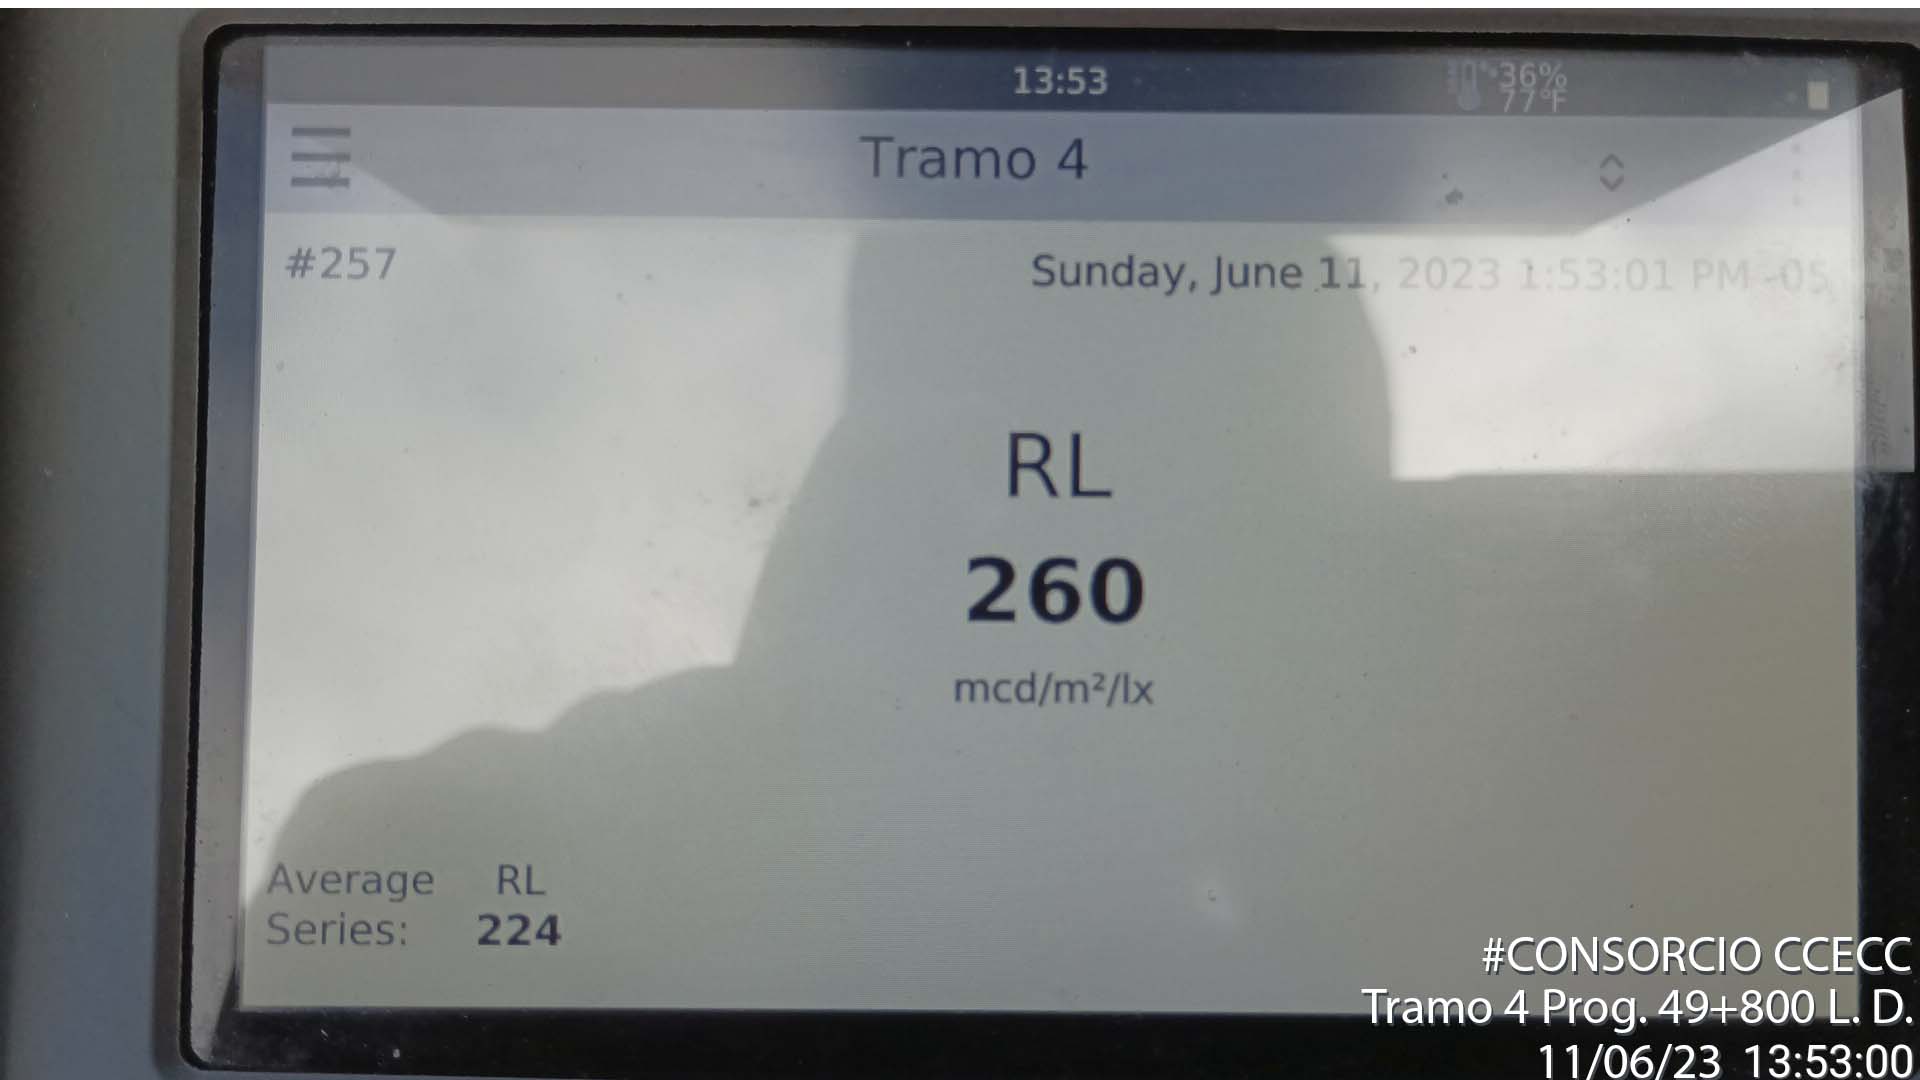 13:53
36%
77°F
Tramo 4
#257
Sunday, June 11, 2023 1:53:01 PM -05
RL
260
mcd/m²/lx
Average RL
Series: 224
#CONSORCIO CCECC
Tramo 4 Prog. 49+800 L. D.
11/06/23 13:53:00